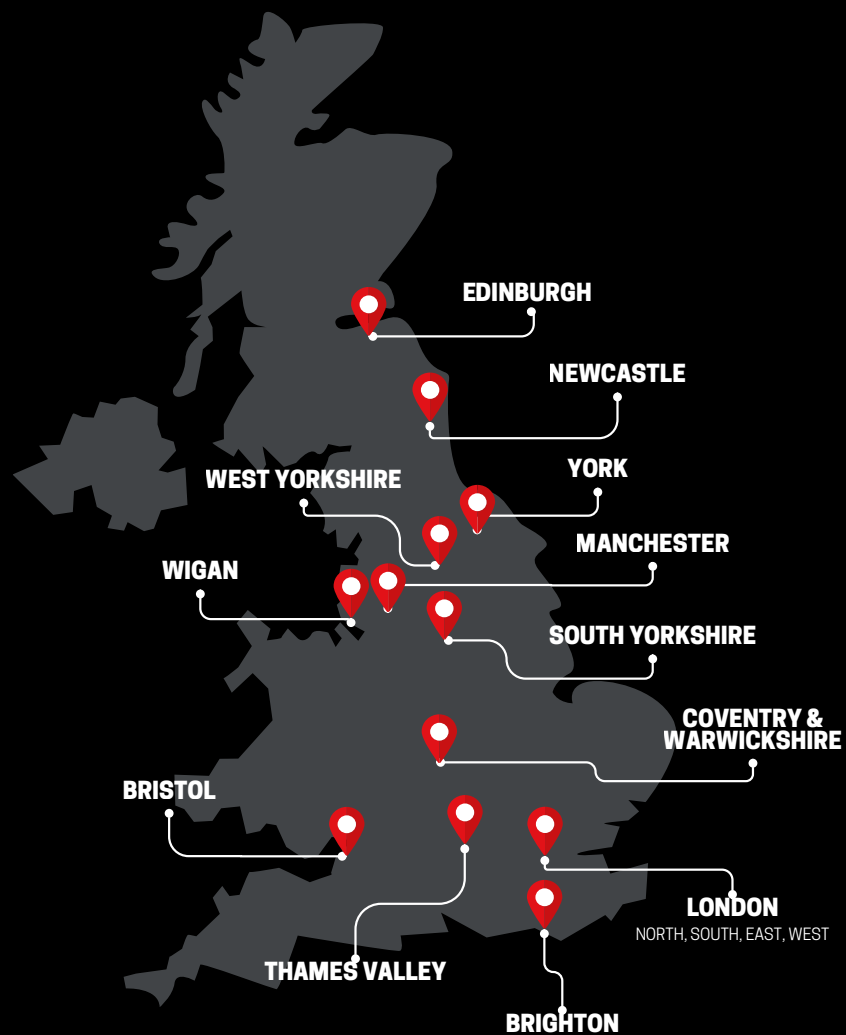 EDINBURGH
NEWCASTLE
YORK
WEST YORKSHIRE
MANCHESTER
WIGAN
SOUTH YORKSHIRE
COVENTRY &
WARWICKSHIRE
BRISTOL
LONDON
NORTH, SOUTH, EAST, WEST
THAMES VALLEY
BRIGHTON